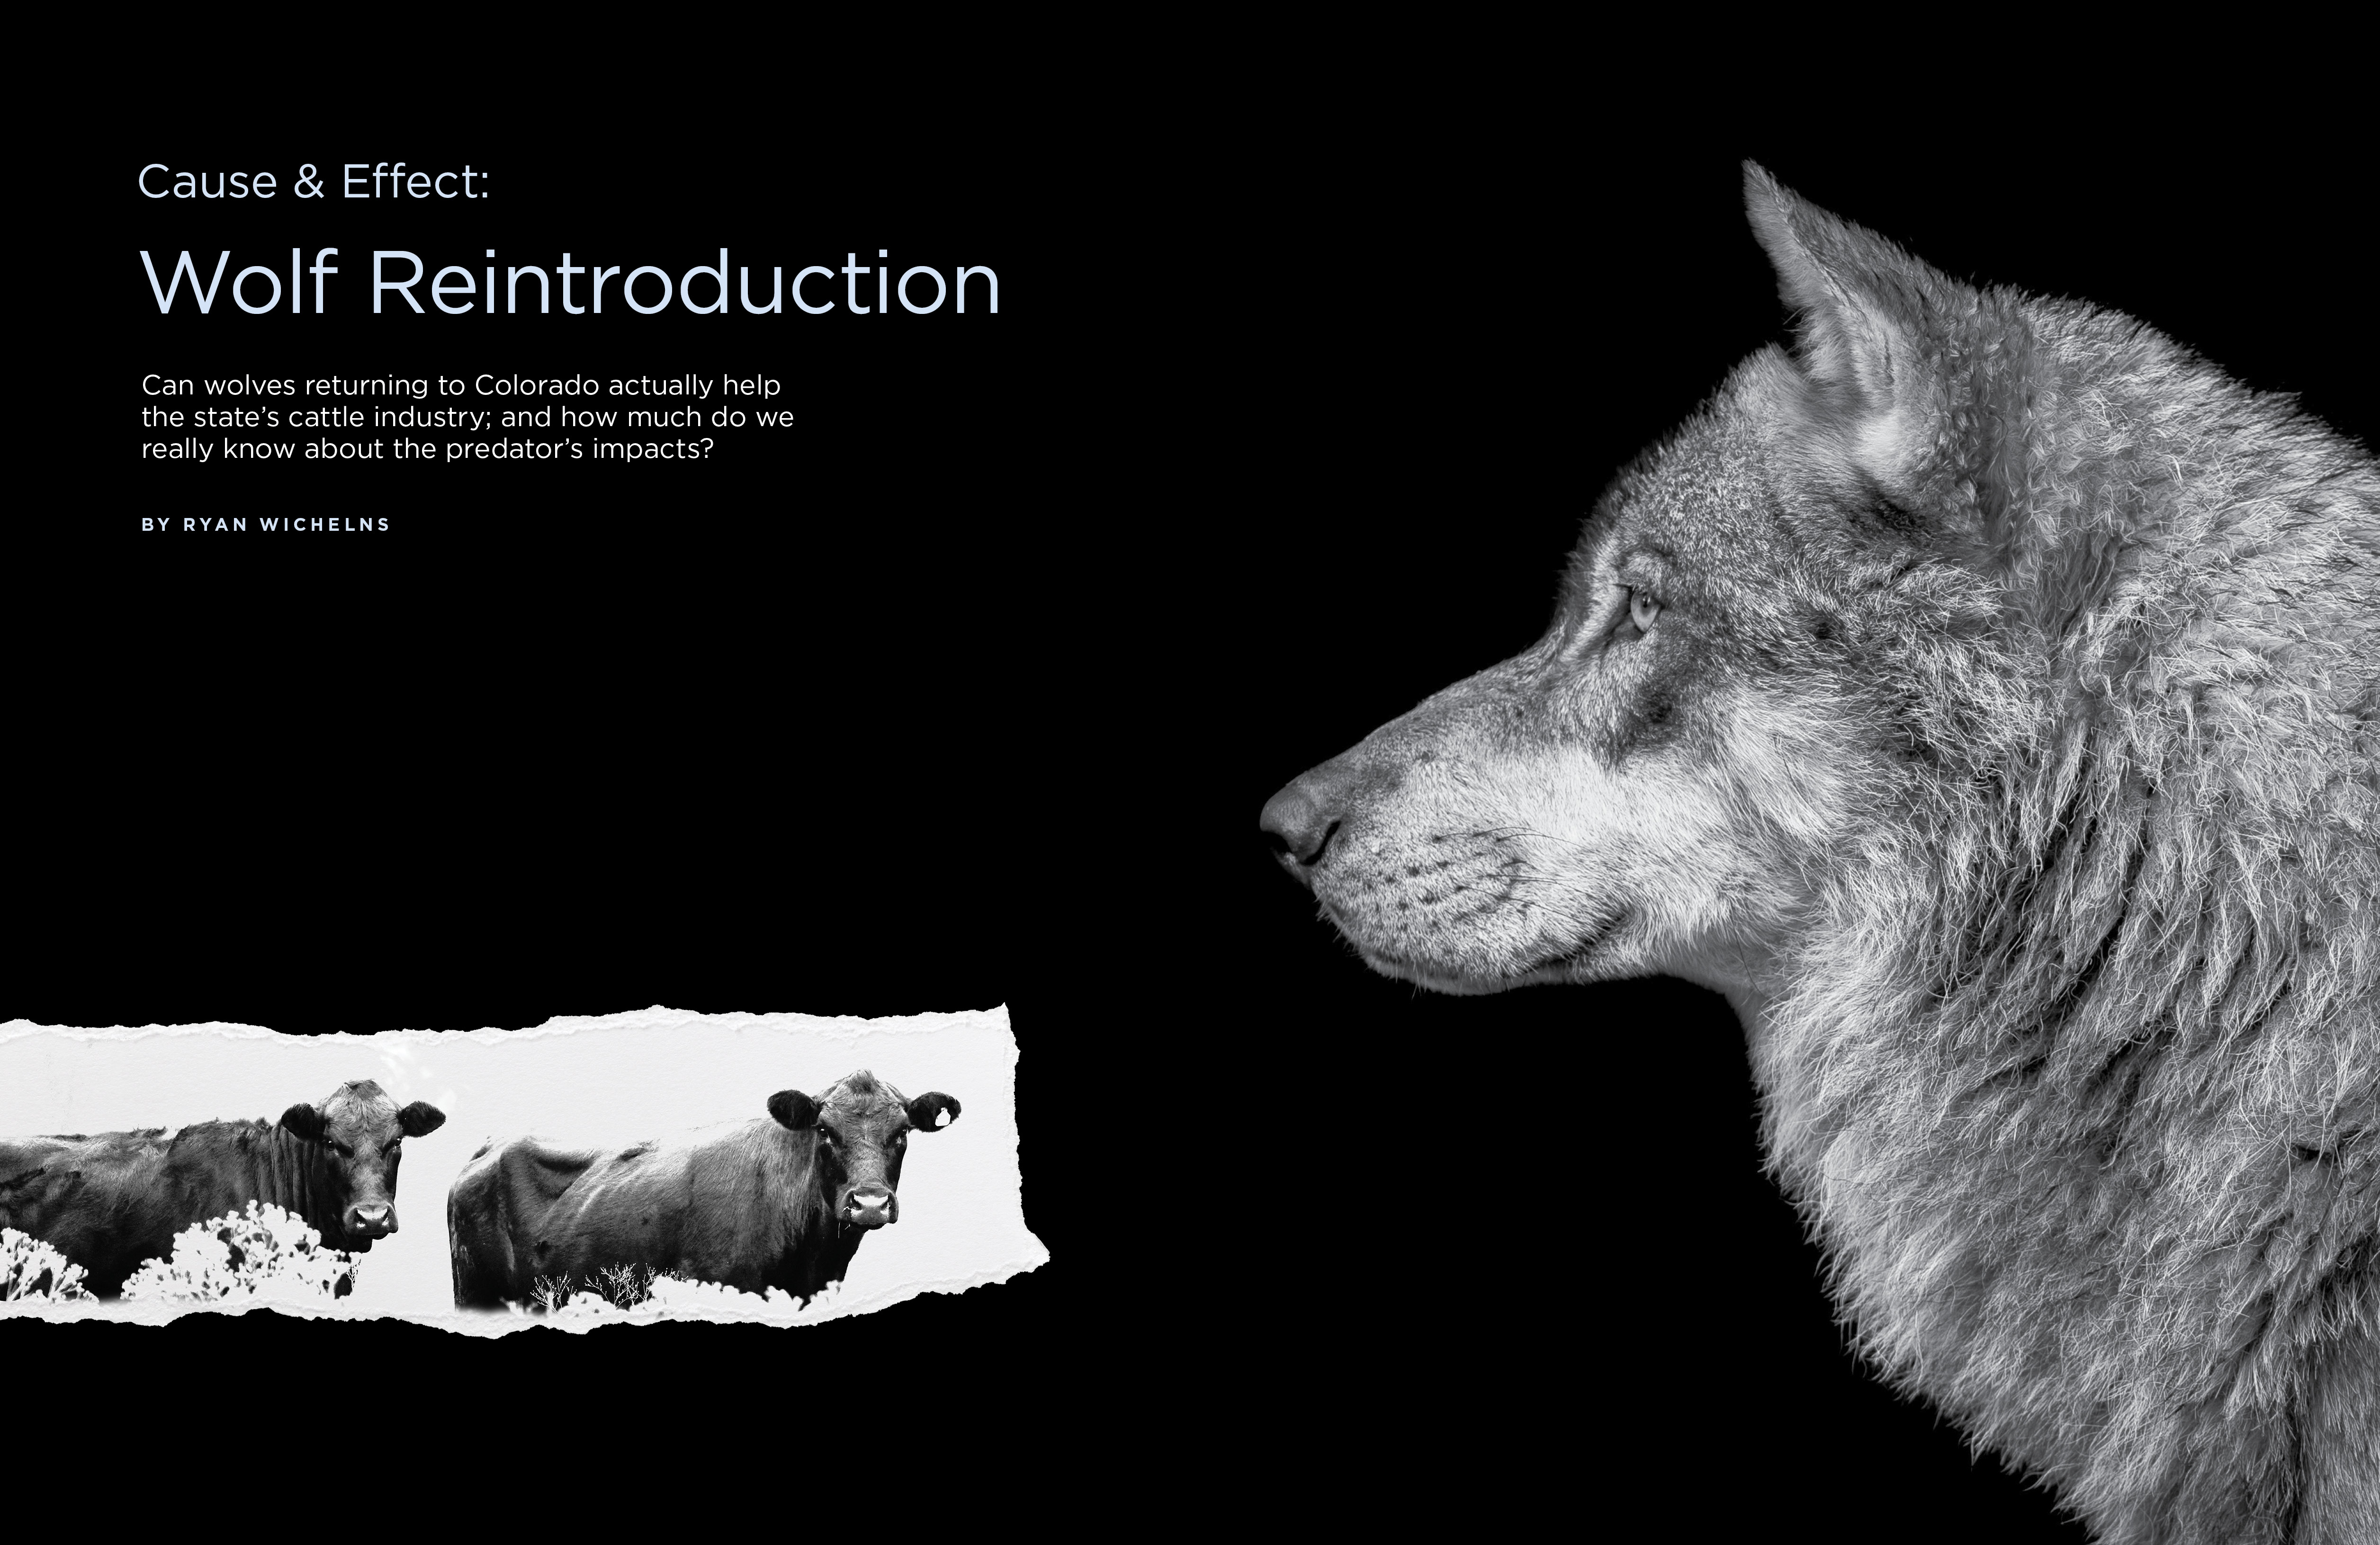 Cause & Effect:
Wolf Reintroduction
Can wolves returning to Colorado actually help
the state’s cattle industry; and how much do we
really know about the predator’s impacts?
BY RYAN WICHELNS